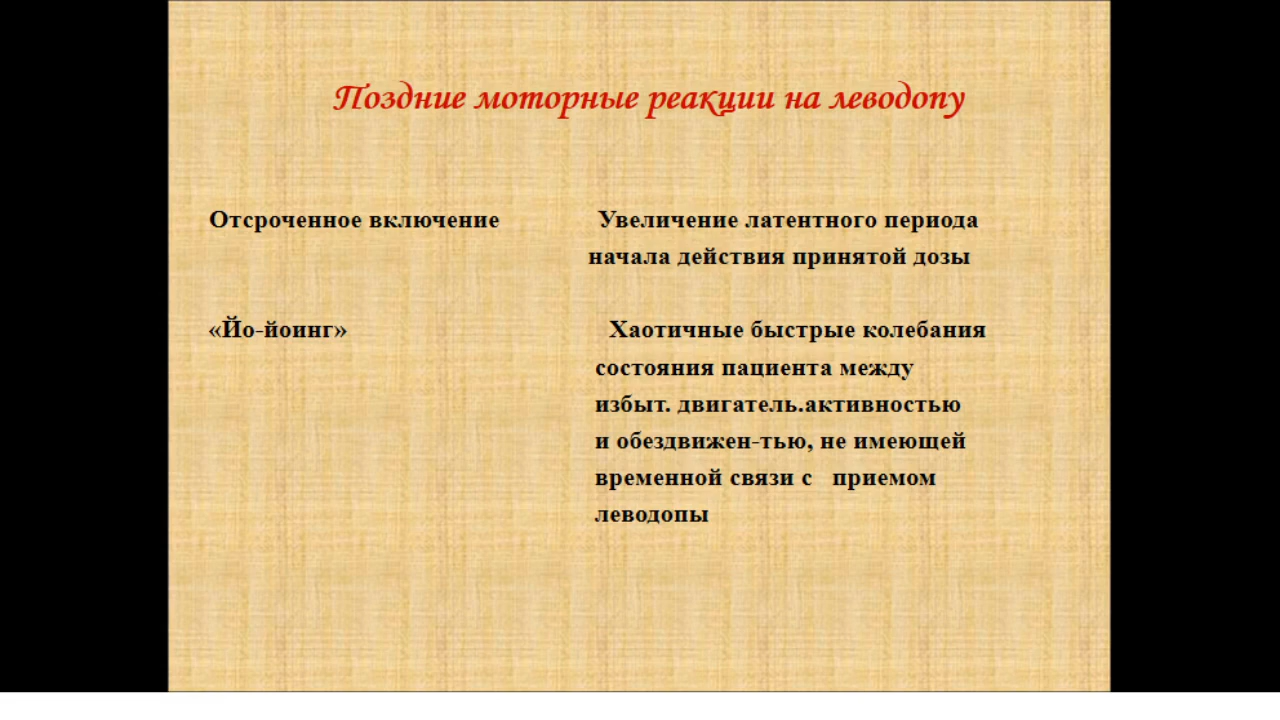 Поздние моторные реакции на леводопу
Отсроченное включение Увеличение латентного периода
начала действия принятой дозы
«Йо-йоинг» Хаотичные быстрые колебания
состояния пациента между
избыт. двигатель.активностью
и обездвижен-тью, не имеющей
временной связи с приемом
леводопы